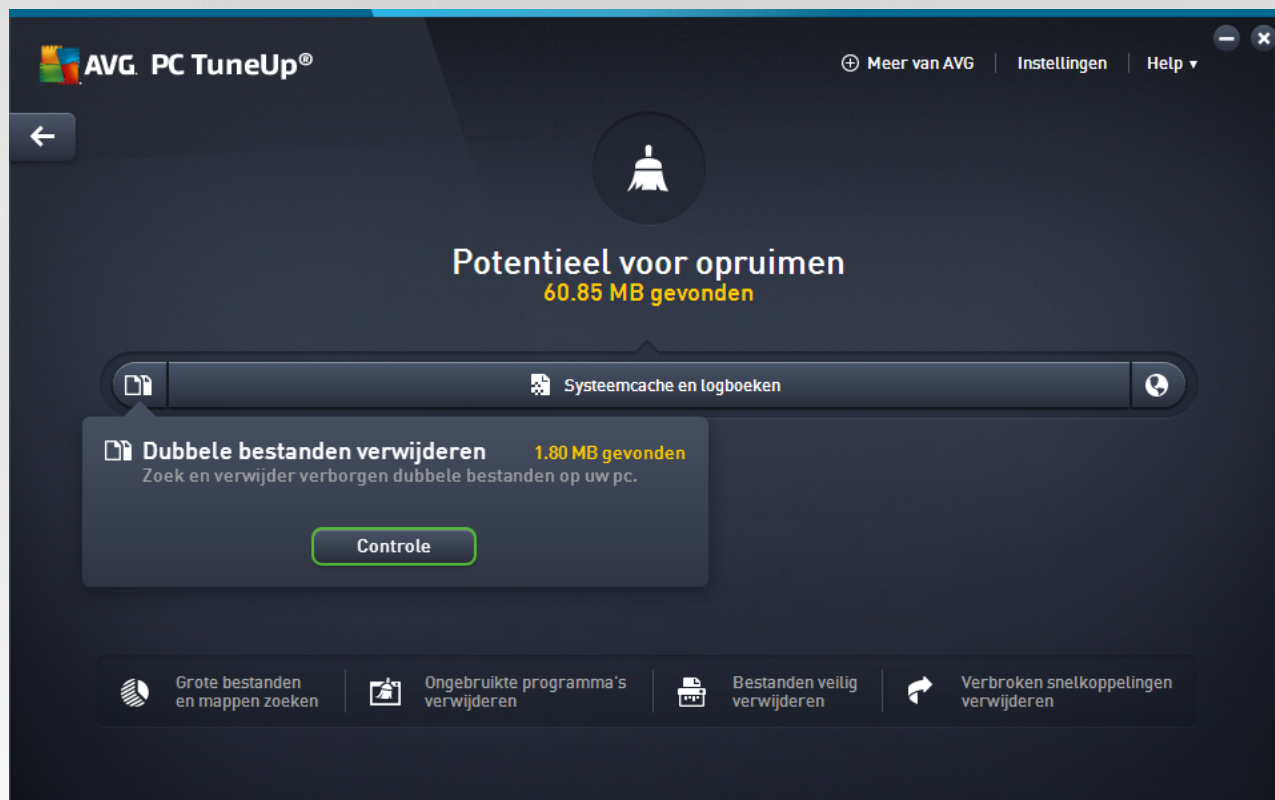 AVG. PC TuneUp®
Meer van AVG
Instellingen
Help
Potentieel voor opruimen
60.85 MB gevonden
Systeemcache en logboeken
Dubbele bestanden verwijderen 1.80 MB gevonden
Zoek en verwijder verborgen dubbele bestanden op uw pc.
Controle
Grote bestanden
en mappen zoeken
Ongebruikte programma's
verwijderen
Bestanden veilig
verwijderen
Verbroken snelkoppelingen
verwijderen